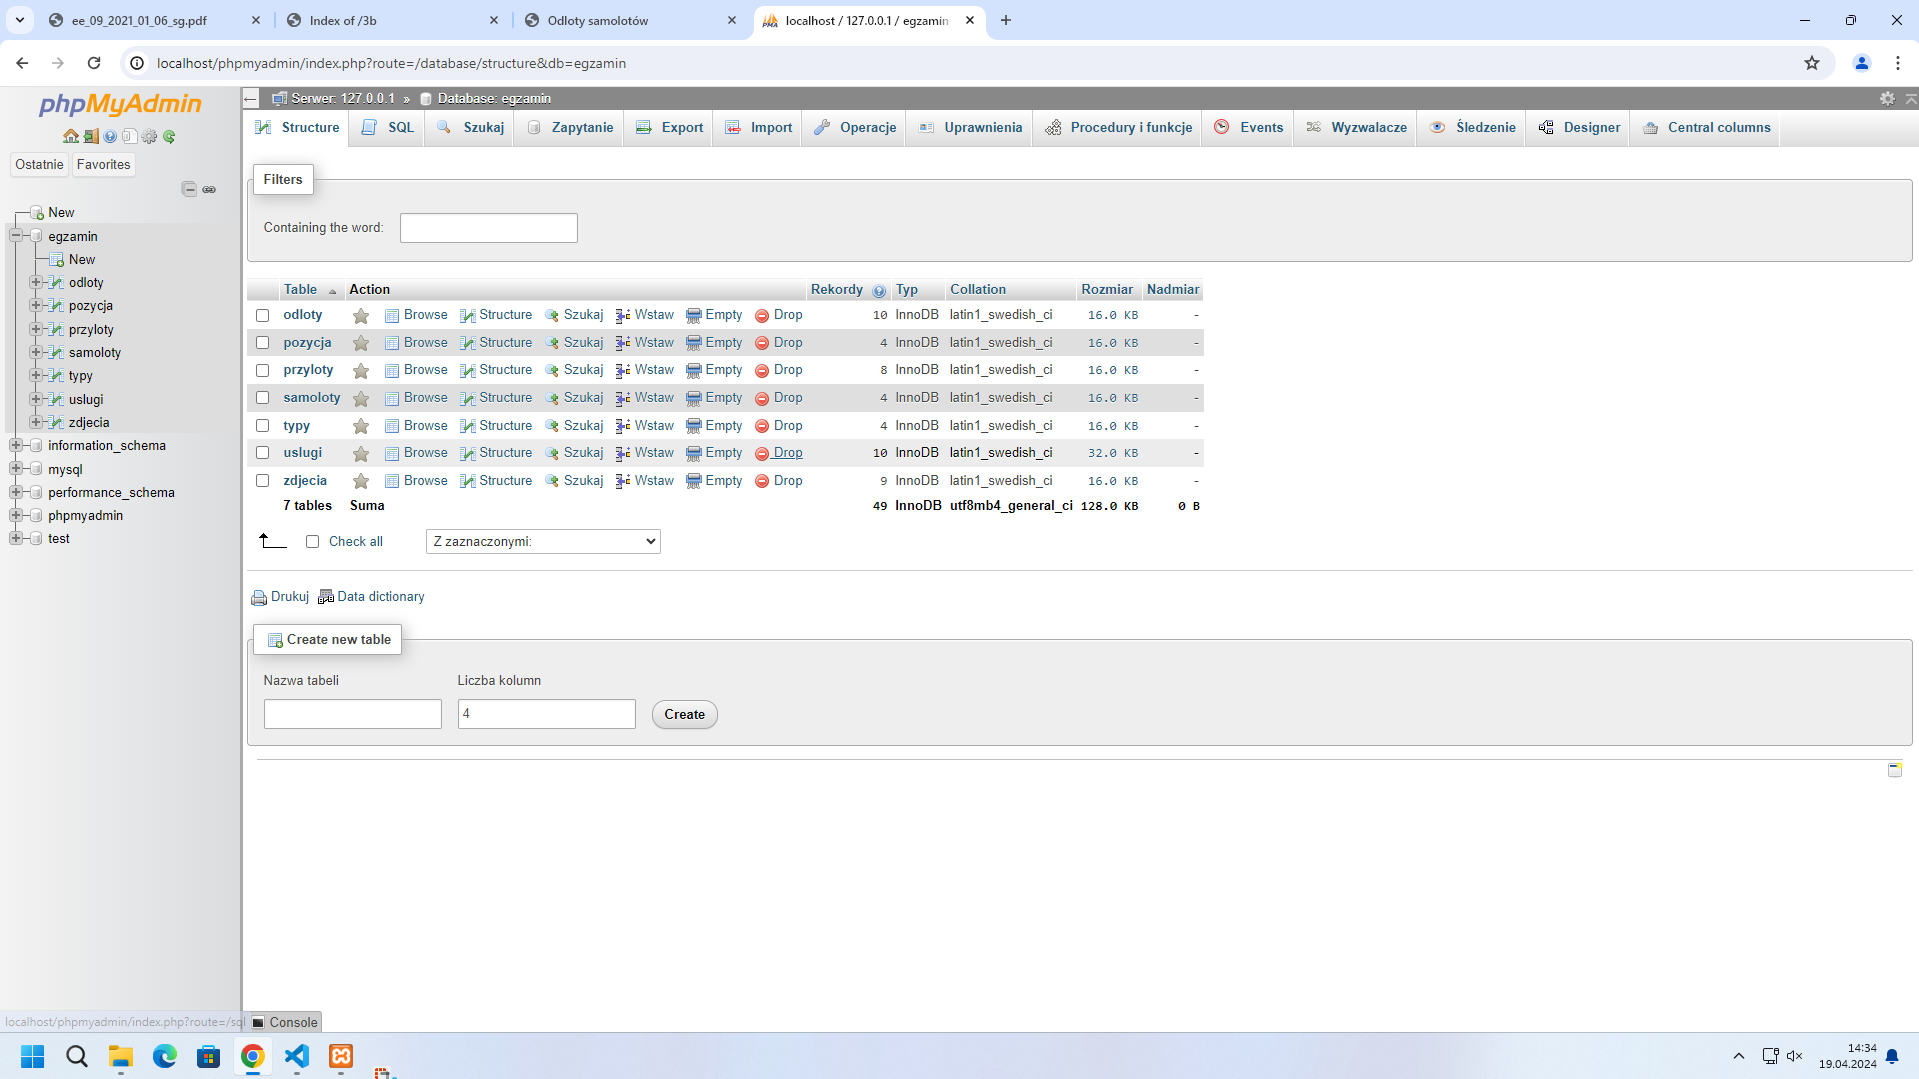 ee_09_2021_01_06_sg.pdf
Index of /3b
Odloty samolotów
localhost / 127.0.0.1 / egzamin
localhost/phpmyadmin/index.php?route=/database/structure&db=egzamin
phpMyAdmin
Ostatnie Favorites
New
egzamin
New
odloty
pozycja
przyloty
samoloty
typy
uslugi
zdjecia
information_schema
mysql
performance_schema
phpmyadmin
test
Serwer: 127.0.0.1 » Database: egzamin
Structure SQL Szukaj Zapytanie Export Import Operacje Uprawnienia Procedury i funkcje Events Wyzwalacze Śledzenie Designer Central columns
Filters
Containing the word:
Table Action Rekordy Typ Collation Rozmiar Nadmiar
odloty Browse Structure Szukaj Wstaw Empty Drop 10 InnoDB latin1_swedish_ci 16.0 KB -
pozycja Browse Structure Szukaj Wstaw Empty Drop 4 InnoDB latin1_swedish_ci 16.0 KB -
przyloty Browse Structure Szukaj Wstaw Empty Drop 8 InnoDB latin1_swedish_ci 16.0 KB -
samoloty Browse Structure Szukaj Wstaw Empty Drop 4 InnoDB latin1_swedish_ci 16.0 KB -
typy Browse Structure Szukaj Wstaw Empty Drop 4 InnoDB latin1_swedish_ci 16.0 KB -
uslugi Browse Structure Szukaj Wstaw Empty Drop 10 InnoDB latin1_swedish_ci 32.0 KB -
zdjecia Browse Structure Szukaj Wstaw Empty Drop 9 InnoDB latin1_swedish_ci 16.0 KB -
7 tables Suma 49 InnoDB utf8mb4_general_ci 128.0 KB 0 B
Check all Z zaznaczonymi:
Drukuj Data dictionary
Create new table
Nazwa tabeli Liczba kolumn
4 Create
localhost/phpmyadmin/index.php?route=/sql
Console
14:34
19.04.2024